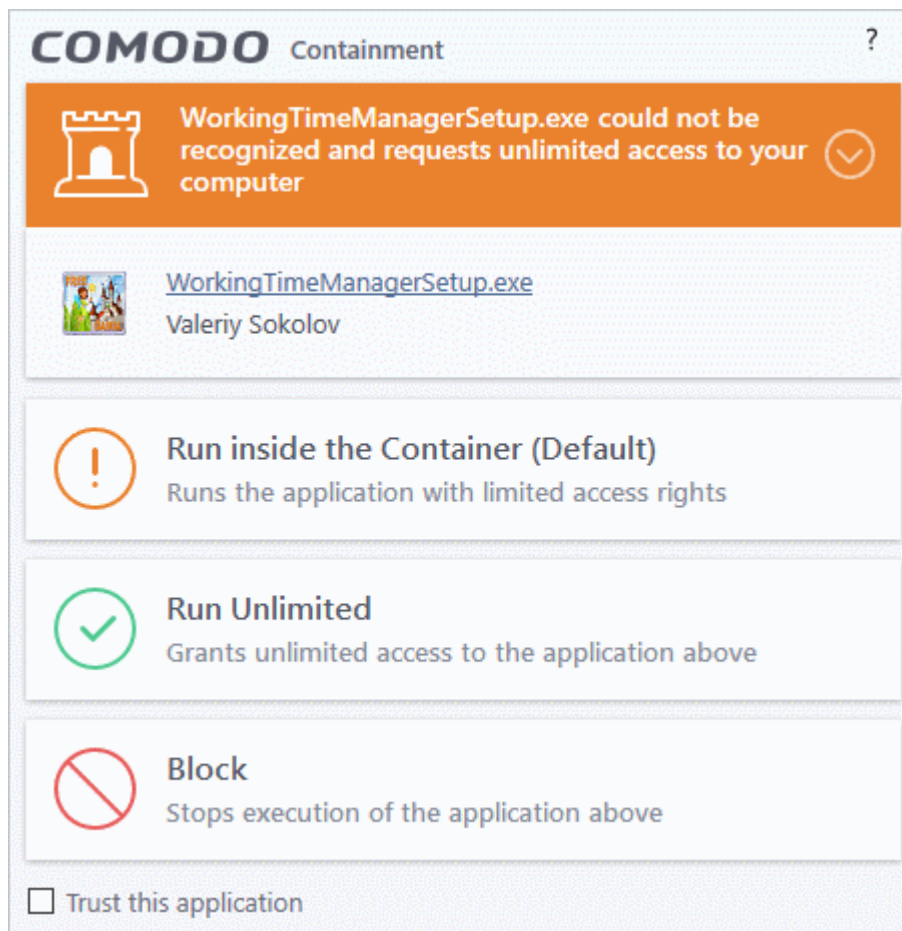 COMODO Containment ?
WorkingTimeManagerSetup.exe could not be
recognized and requests unlimited access to your
computer
WorkingTimeManagerSetup.exe
Valeriy Sokolov
Run inside the Container (Default)
Runs the application with limited access rights
Run Unlimited
Grants unlimited access to the application above
Block
Stops execution of the application above
Trust this application